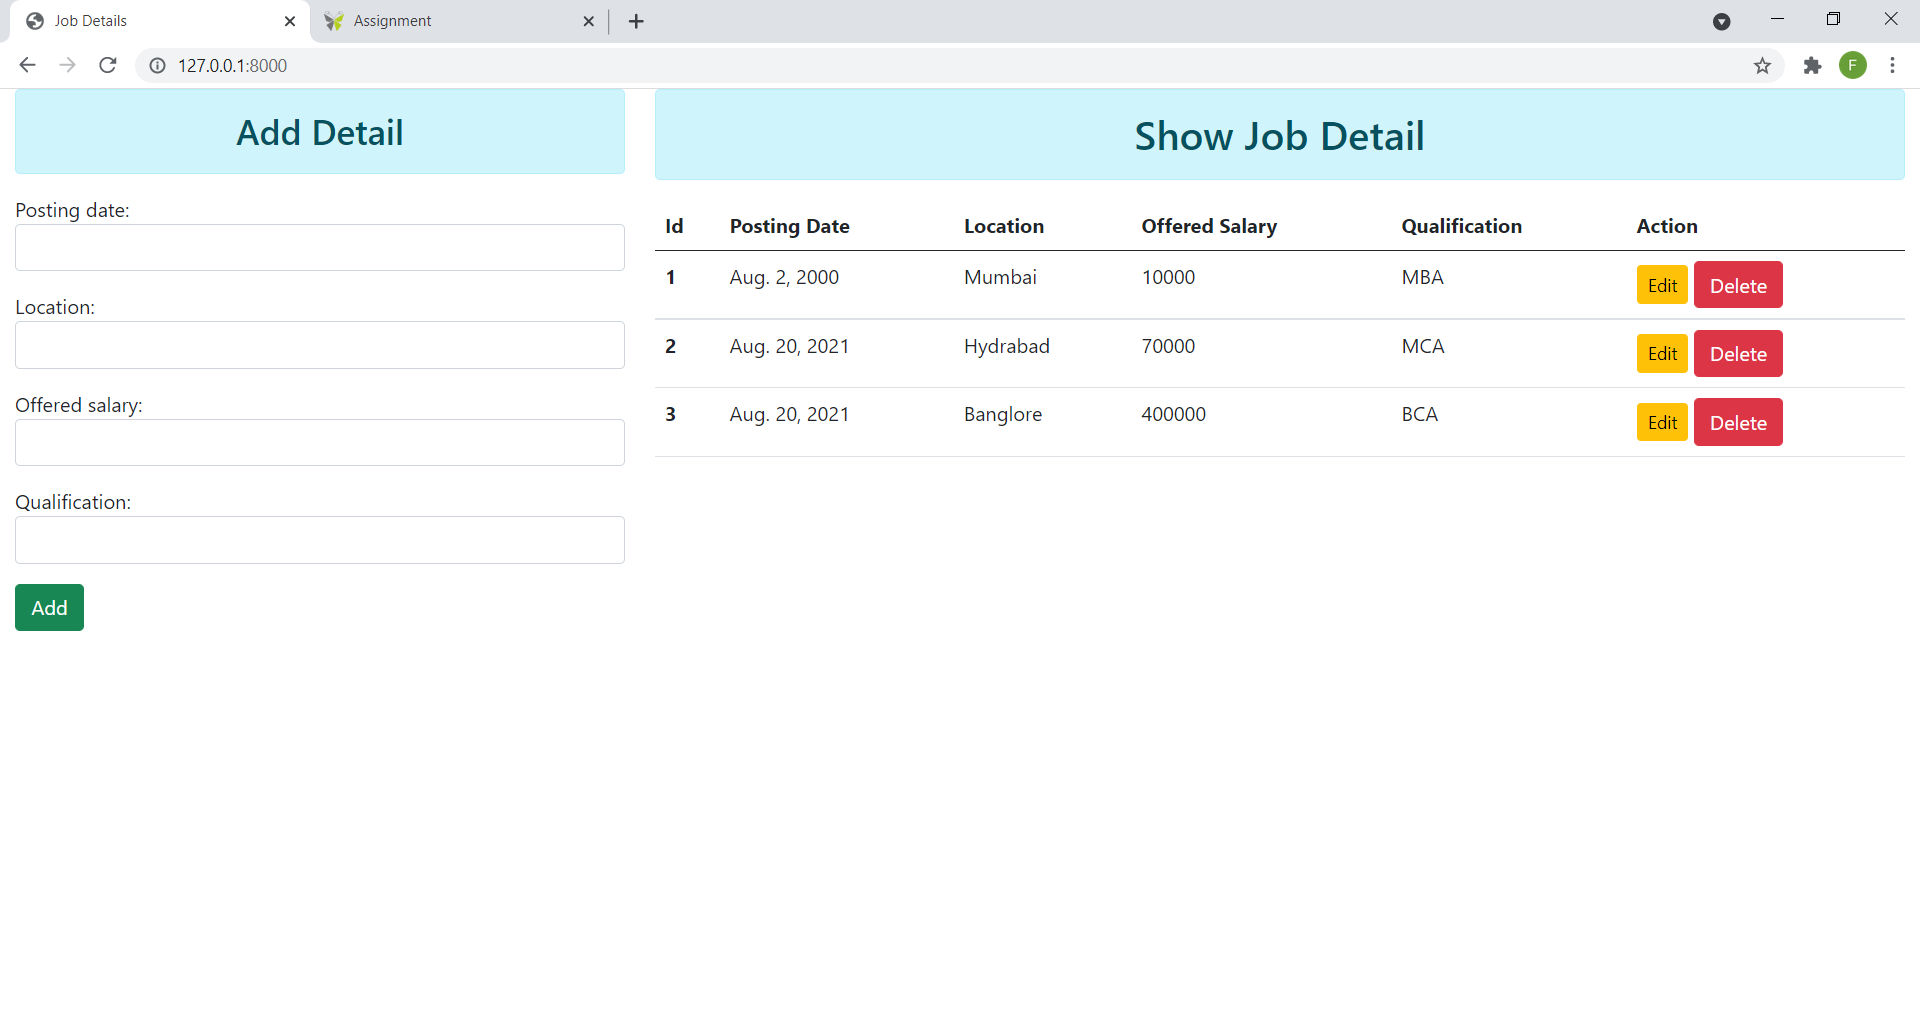 Job Details
Assignment
127.0.0.1:8000
F
Add Detail
Posting date:
Location:
Offered salary:
Qualification:
Add
Show Job Detail
Id Posting Date Location Offered Salary Qualification Action
1 Aug. 2, 2000 Mumbai 10000 MBA Edit Delete
2 Aug. 20, 2021 Hydrabad 70000 MCA Edit Delete
3 Aug. 20, 2021 Banglore 400000 BCA Edit Delete